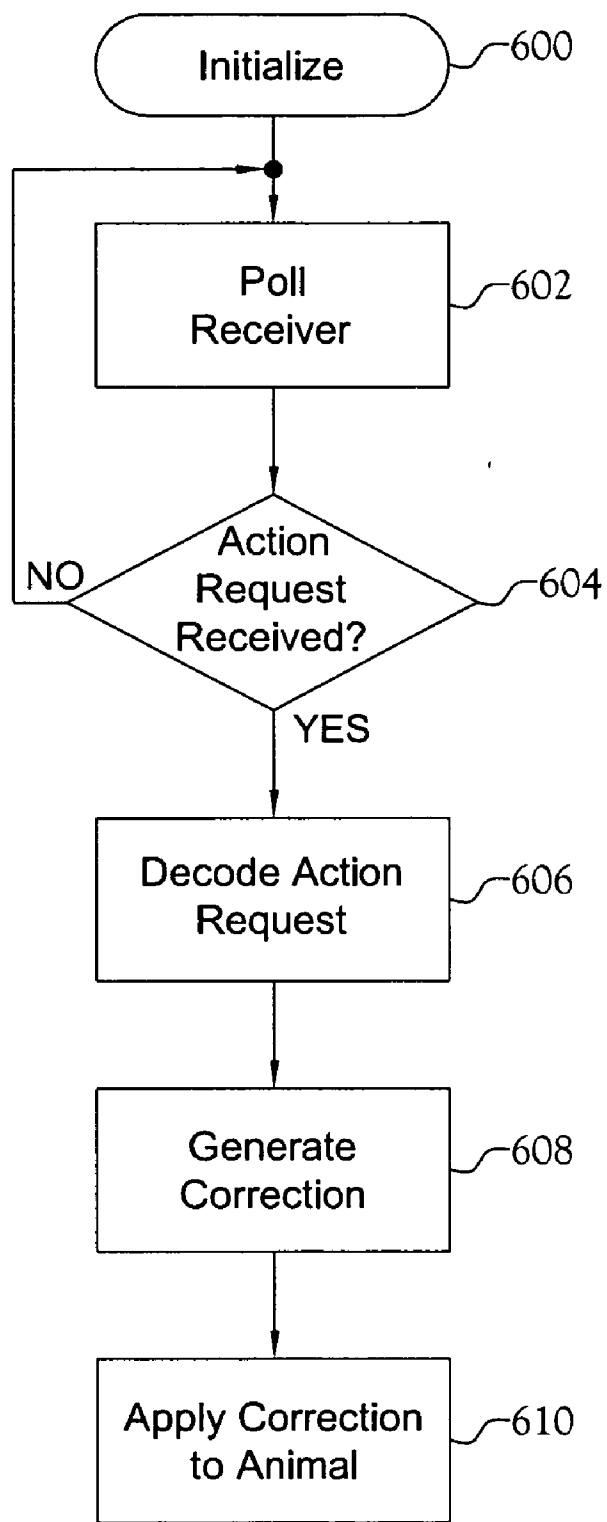 Initialize
600
Poll
Receiver
602
Action
Request
Received?
604
NO
YES
Decode Action
Request
606
Generate
Correction
608
Apply Correction
to Animal
610